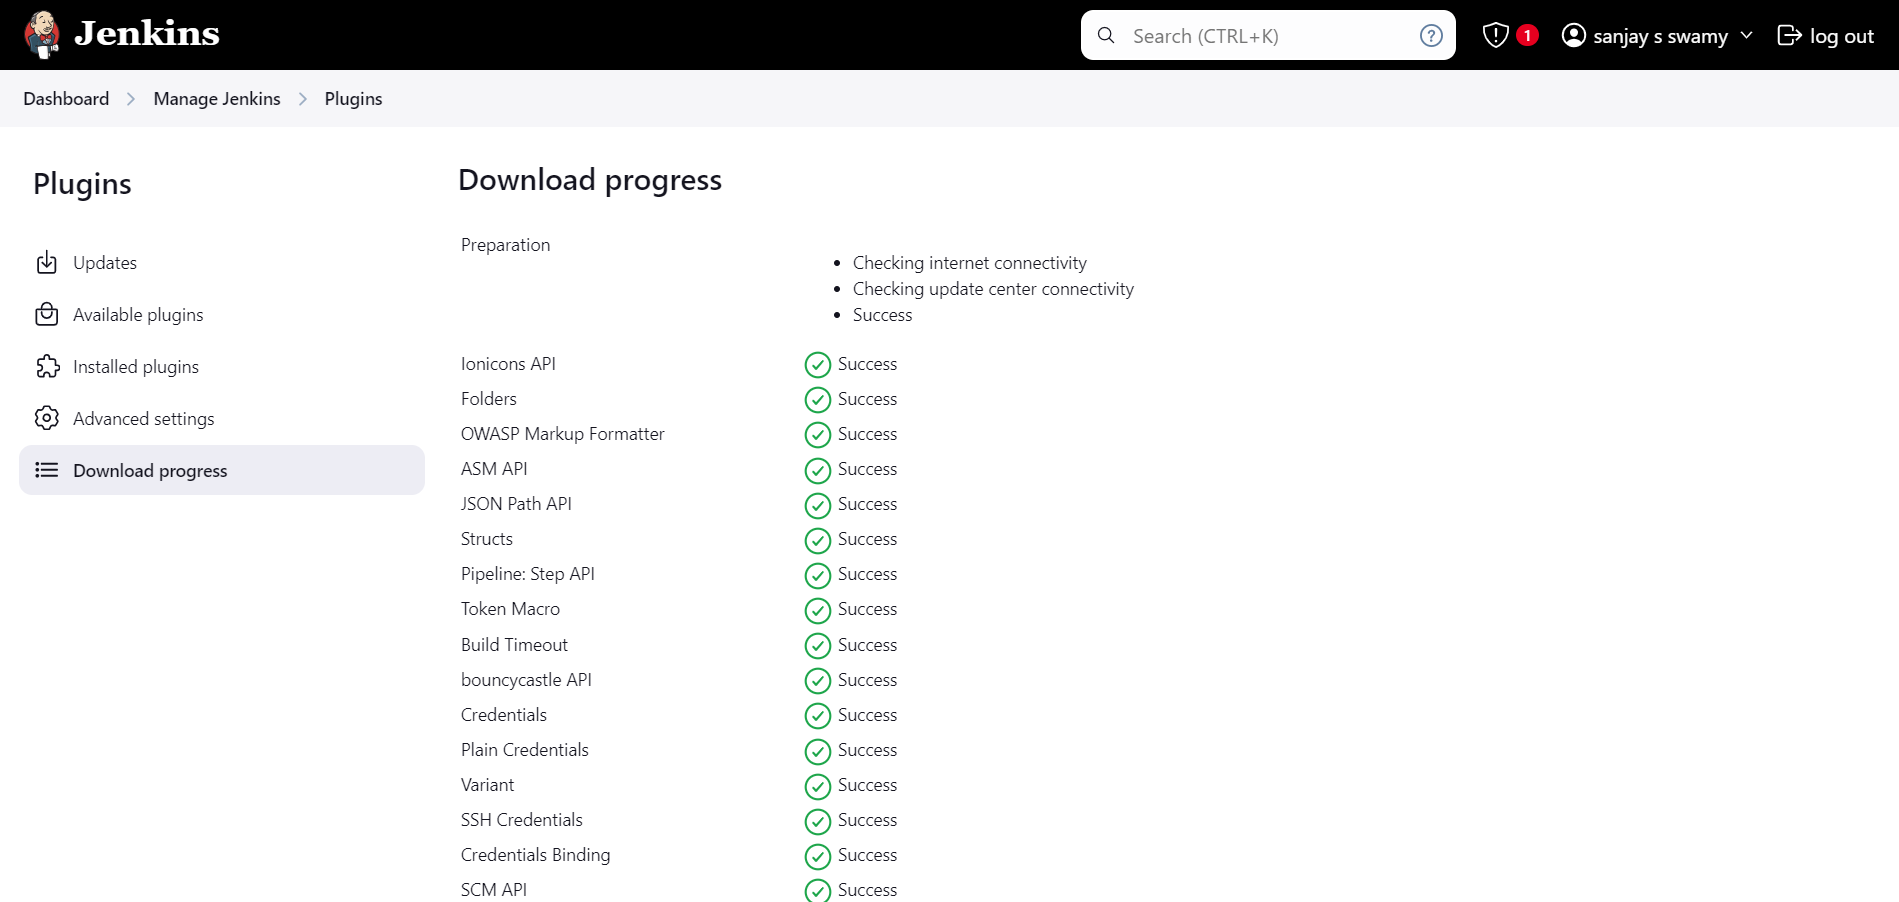 Jenkins
Search (CTRL+K)
?
1
sanjay s swamy
log out
Dashboard
Manage Jenkins
Plugins
Plugins
Updates
Available plugins
Installed plugins
Advanced settings
Download progress
Download progress
Preparation
Checking internet connectivity
Checking update center connectivity
Success
Ionicons API Success
Folders Success
OWASP Markup Formatter Success
ASM API Success
JSON Path API Success
Structs Success
Pipeline: Step API Success
Token Macro Success
Build Timeout Success
bouncycastle API Success
Credentials Success
Plain Credentials Success
Variant Success
SSH Credentials Success
Credentials Binding Success
SCM API Success